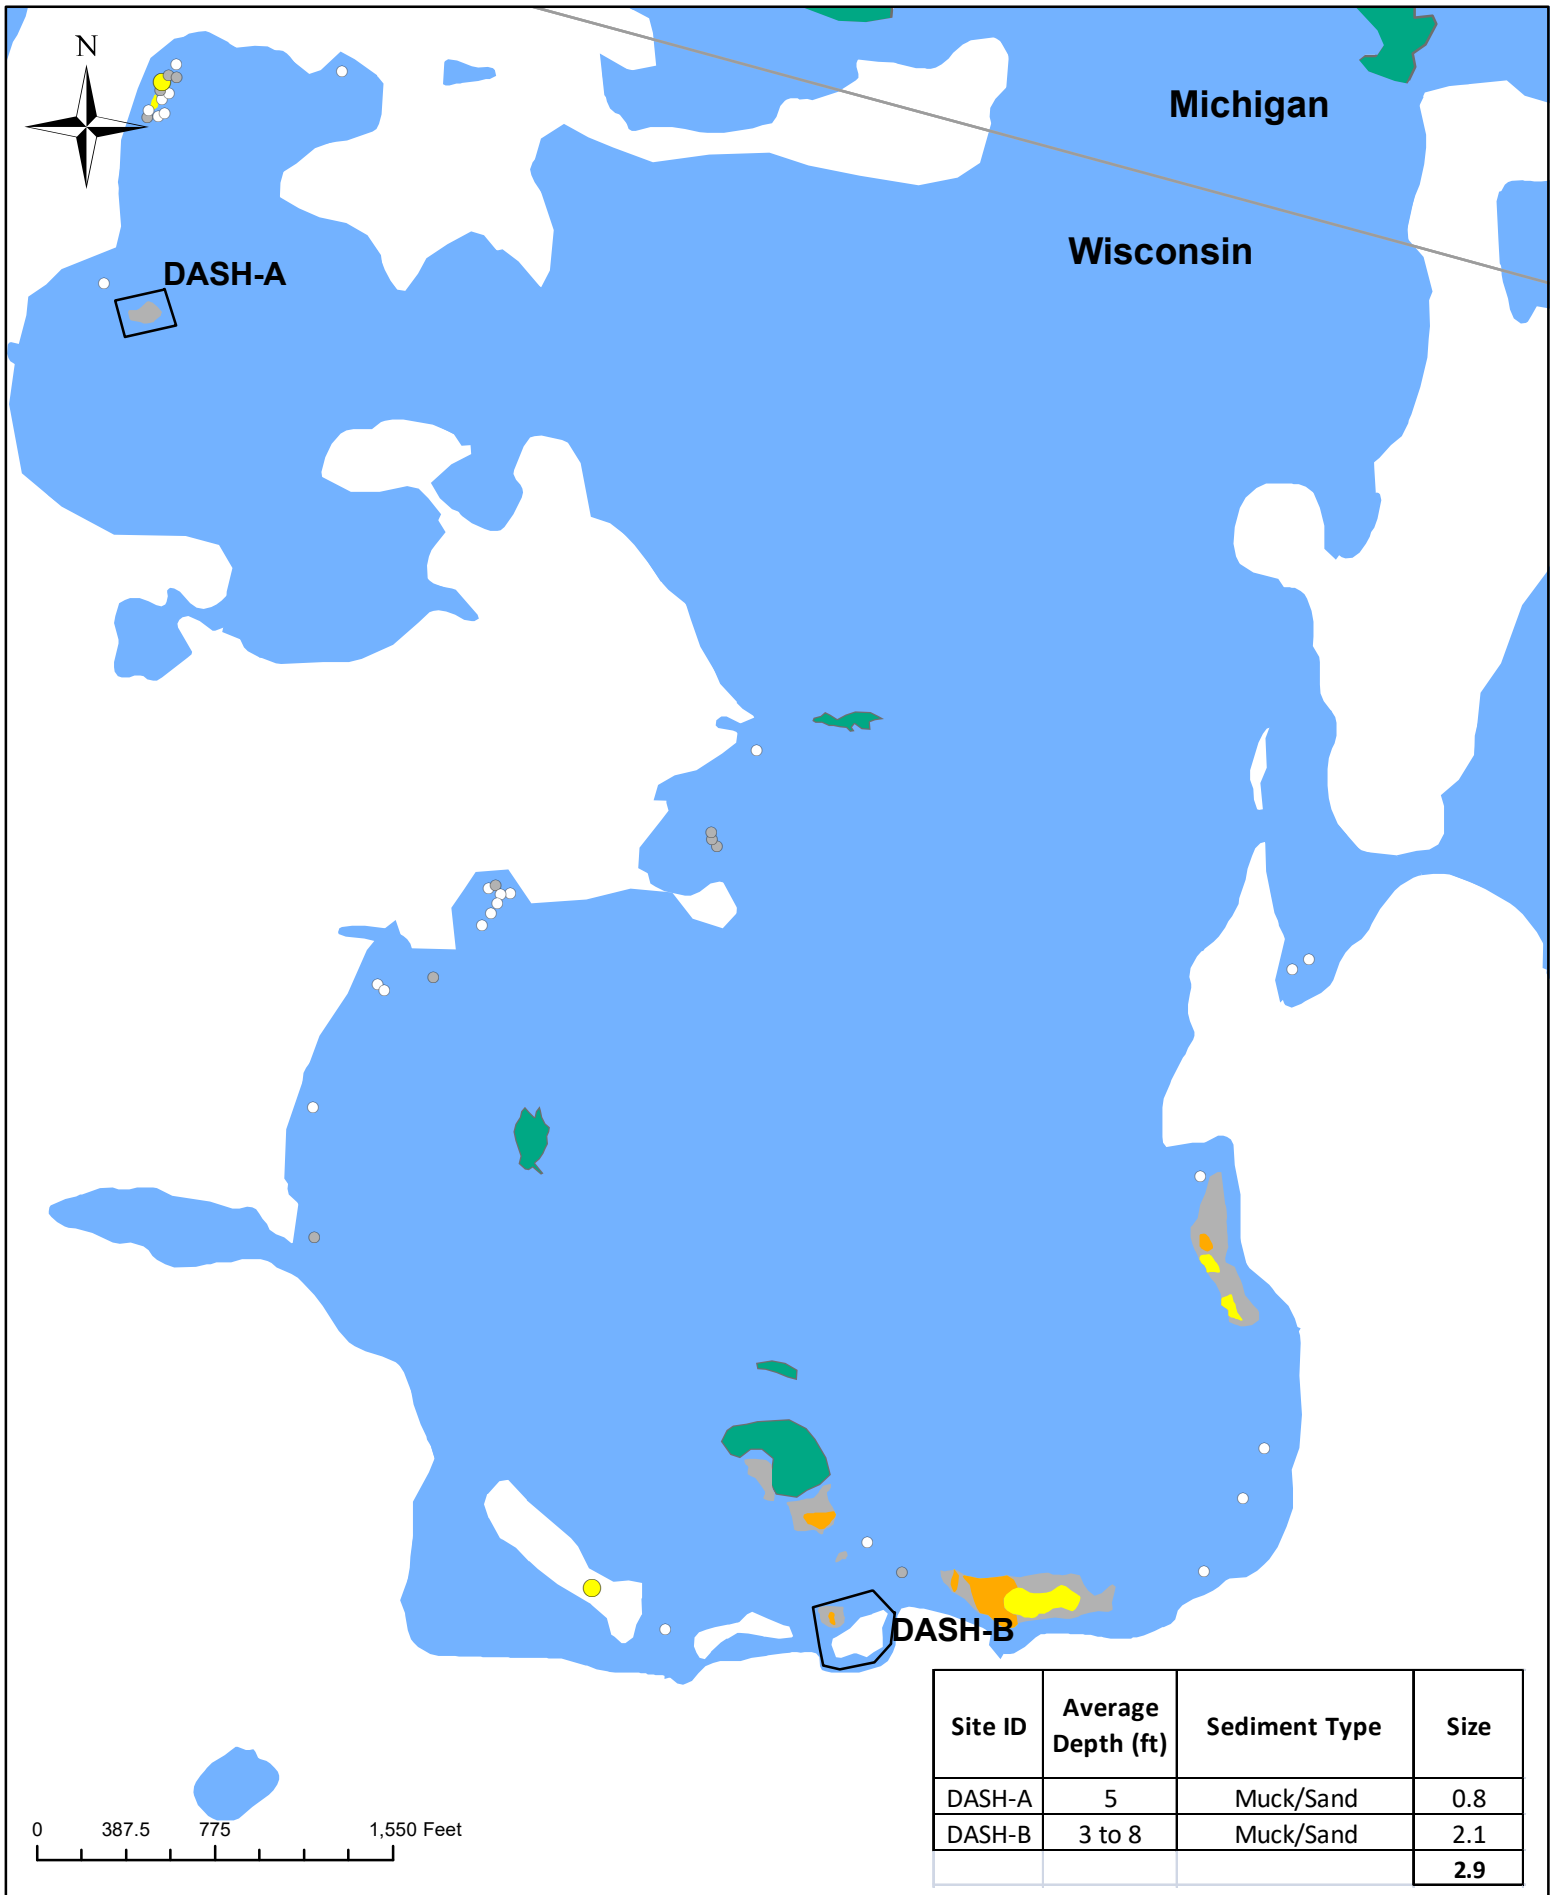 N
Michigan
Wisconsin
DASH-A
DASH-B
Site ID Average Depth (ft) Sediment Type Size
DASH-A 5 Muck/Sand 0.8
DASH-B 3 to 8 Muck/Sand 2.1
2.9
0 387.5 775 1,550 Feet